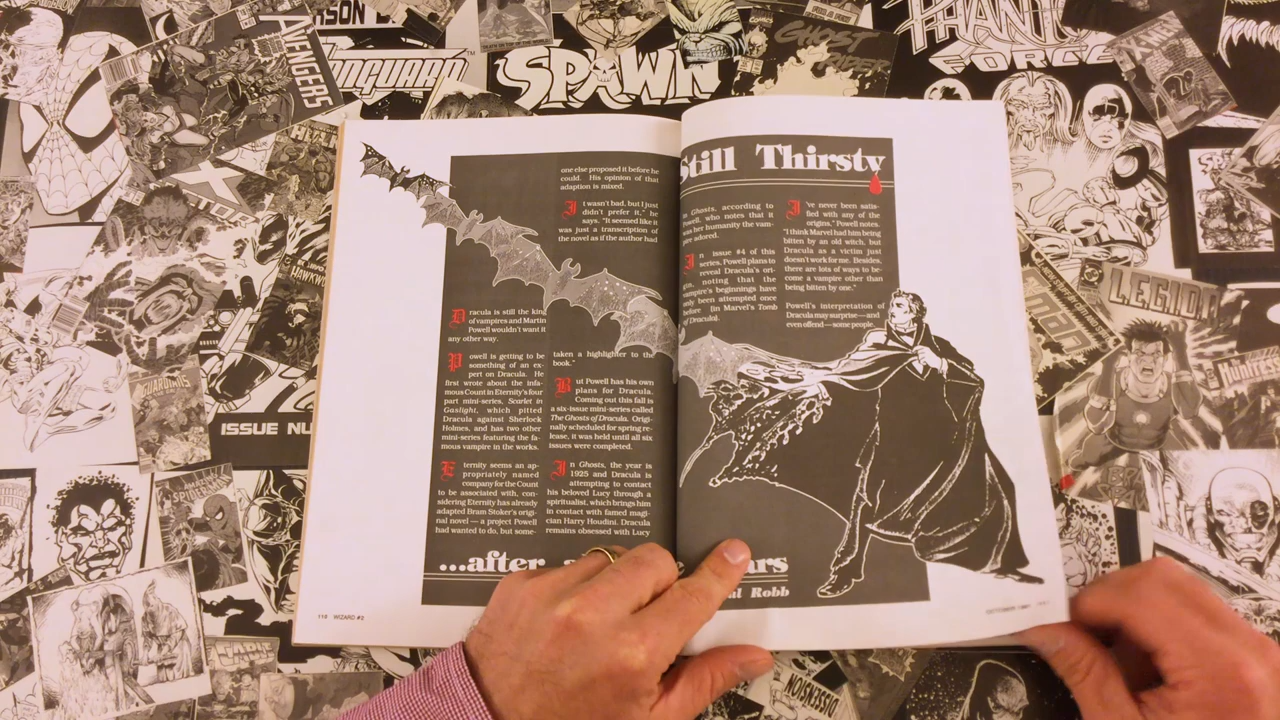 AVENGERS
SPAWN
GHOST RIDER
FORCE
LEGION
GUARDIANS
ISSUE NU
DISSENSION
one else proposed it before he
could. His opinion of that
adaption is mixed.
I t wasn't bad, but I just
didn't prefer it," he
says. "It seemed like it
was just a transcription of
the novel as if the author had
D racula is still the king
of vampires and Martin
Powell wouldn't want it
any other way.
P owell is getting to be
something of an ex-
pert on Dracula. He
first wrote about the infa-
mous Count in Eternity's four
part mini-series, Scarlet in
Gaslight, which pitted
Dracula against Sherlock
Holmes, and has two other
mini-series featuring the fa-
mous vampire in the works.
E ternity seems an ap-
propriately named
company for the Count
to be associated with, con-
sidering Eternity has already
adapted Bram Stoker's origi-
nal novel — a project Powell
had wanted to do, but some-
taken a highlighter to the
book."
B ut Powell has his own
plans for Dracula.
Coming out this fall is
a six-issue mini-series called
The Ghosts of Dracula. Origi-
nally scheduled for spring re-
lease, it was held until all six
issues were completed.
I n Ghosts, the year is
1925 and Dracula is
attempting to contact
his beloved Lucy through a
spiritualist, which brings him
in contact with famed magi-
cian Harry Houdini. Dracula
remains obsessed with Lucy
...after
118 WIZARD #2
Still Thirsty
in Ghosts, according to
Powell, who notes that it
was her humanity the vam-
pire adored.
I n issue #4 of this
series, Powell plans to
reveal Dracula's ori-
gin, noting that the
vampire's beginnings have
only been attempted once
before (in Marvel's Tomb
of Dracula).
I 've never been satis-
fied with any of the
origins," Powell notes.
"I think Marvel had him being
bitten by an old witch, but
Dracula as a victim just
doesn't work for me. Besides,
there are lots of ways to be-
come a vampire other than
being bitten by one."
Powell's interpretation of
Dracula may surprise—and
even offend—some people.
Robb